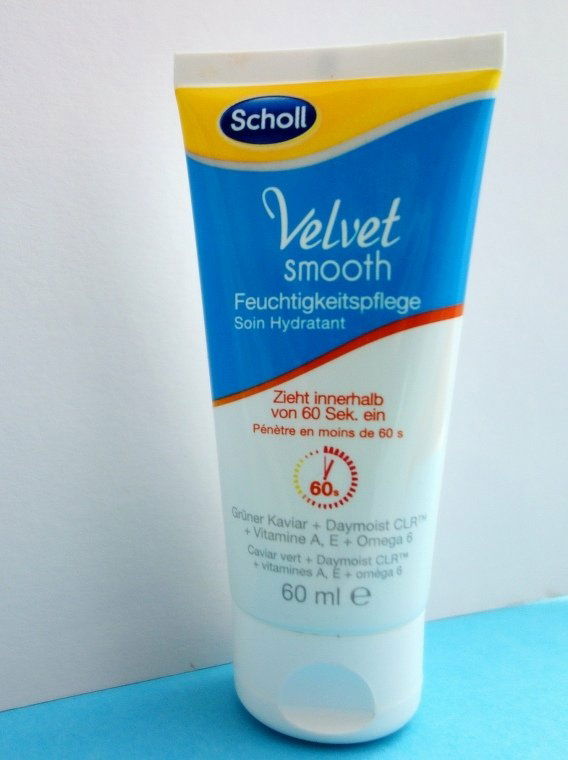 Scholl
Velvet
smooth
Feuchtigkeitspflege
Soin Hydratant
Zieht innerhalb
von 60 Sek. ein
Pénètre en moins de 60 s
60s
Grüner Kaviar + Daymoist CLR™
+ Vitamine A, E + Omega 6
Caviar vert + Daymoist CLR™
+ vitamines A, E + oméga 6
60 ml ℮